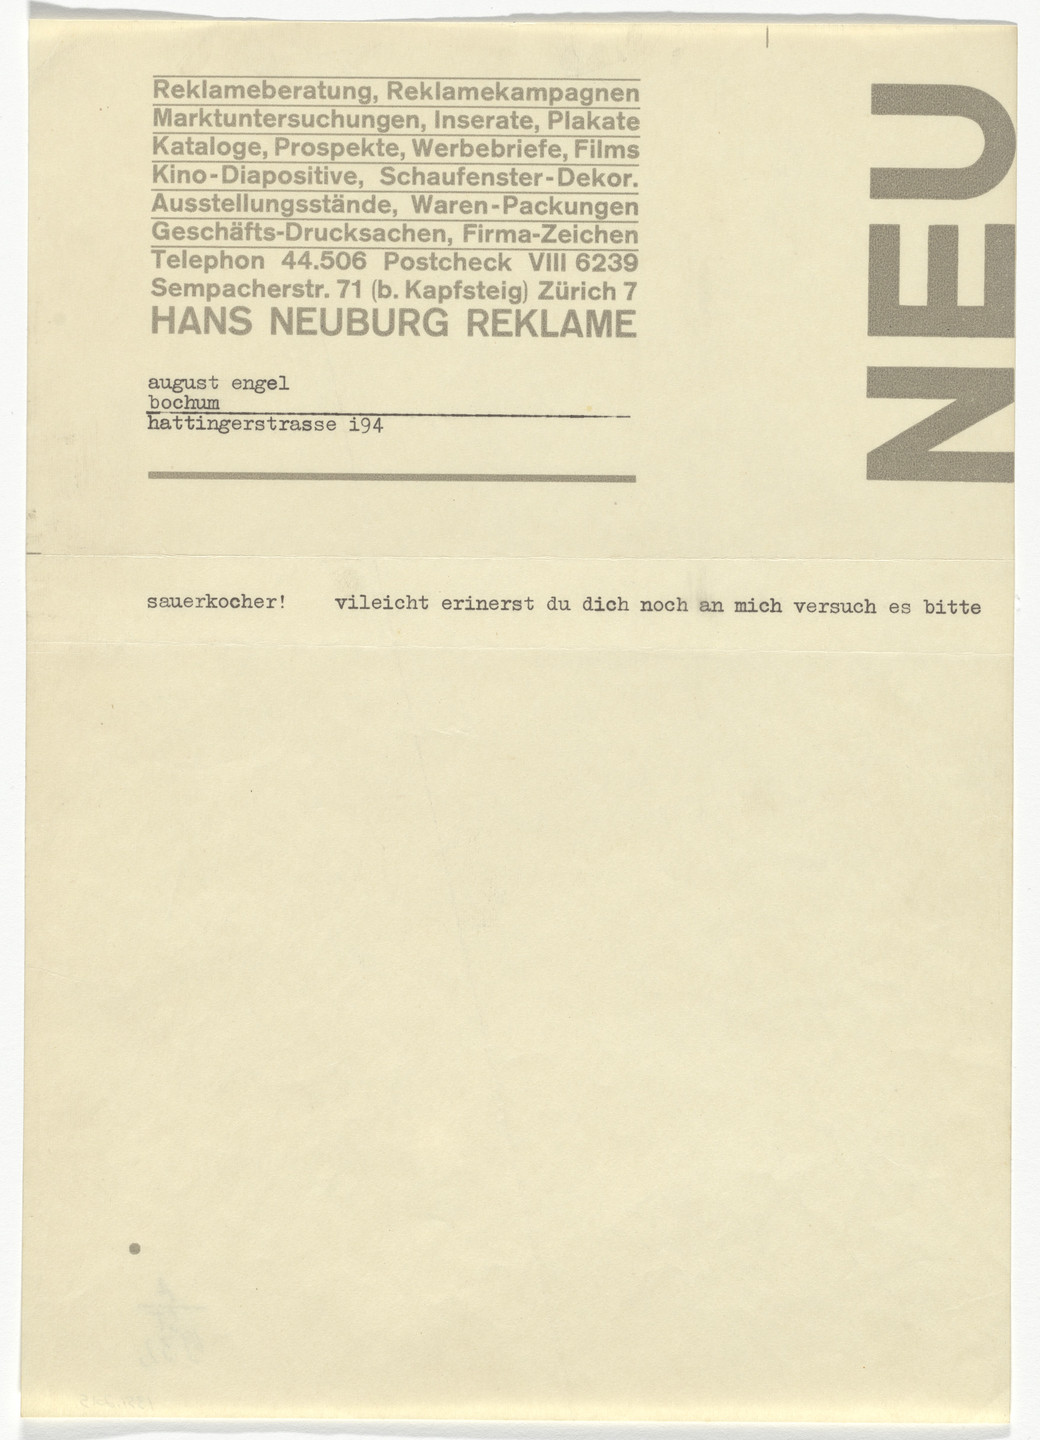 Reklameberatung, Reklamekampagnen
Marktuntersuchungen, Inserate, Plakate
Kataloge, Prospekte, Werbebriefe, Films
Kino-Diapositive, Schaufenster-Dekor.
Ausstellungsstände, Waren-Packungen
Geschäfts-Drucksachen, Firma-Zeichen
Telephon 44.506 Postcheck VIII 6239
Sempacherstr. 71 (b. Kapfsteig) Zürich 7
HANS NEUBURG REKLAME
NEU
august engel
bochum
hattingerstrasse i94
sauerkocher! vileicht erinerst du dich noch an mich versuch es bitte